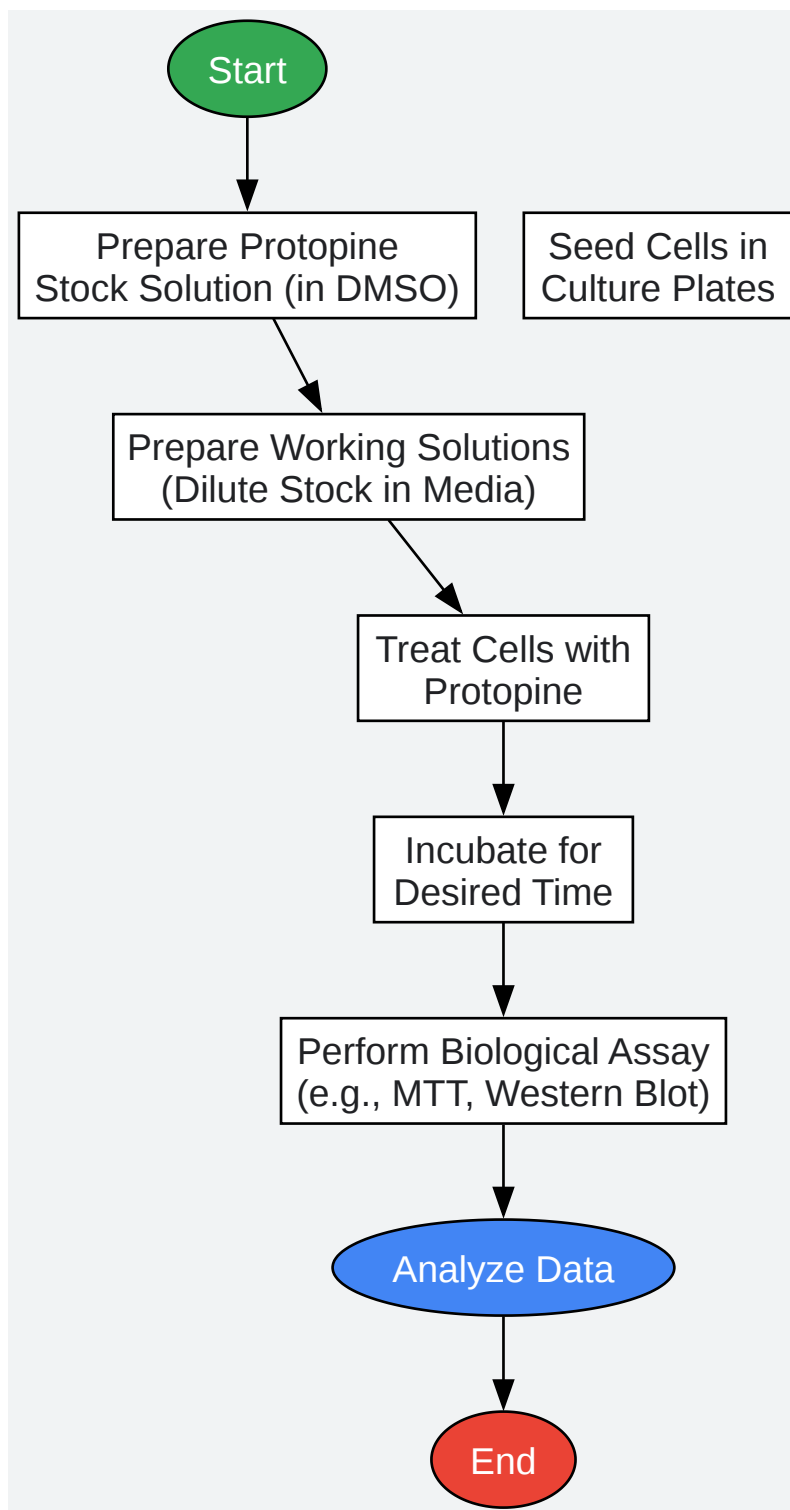 Start
Prepare Protopine
Stock Solution (in DMSO)
Seed Cells in
Culture Plates
Prepare Working Solutions
(Dilute Stock in Media)
Treat Cells with
Protopine
Incubate for
Desired Time
Perform Biological Assay
(e.g., MTT, Western Blot)
Analyze Data
End